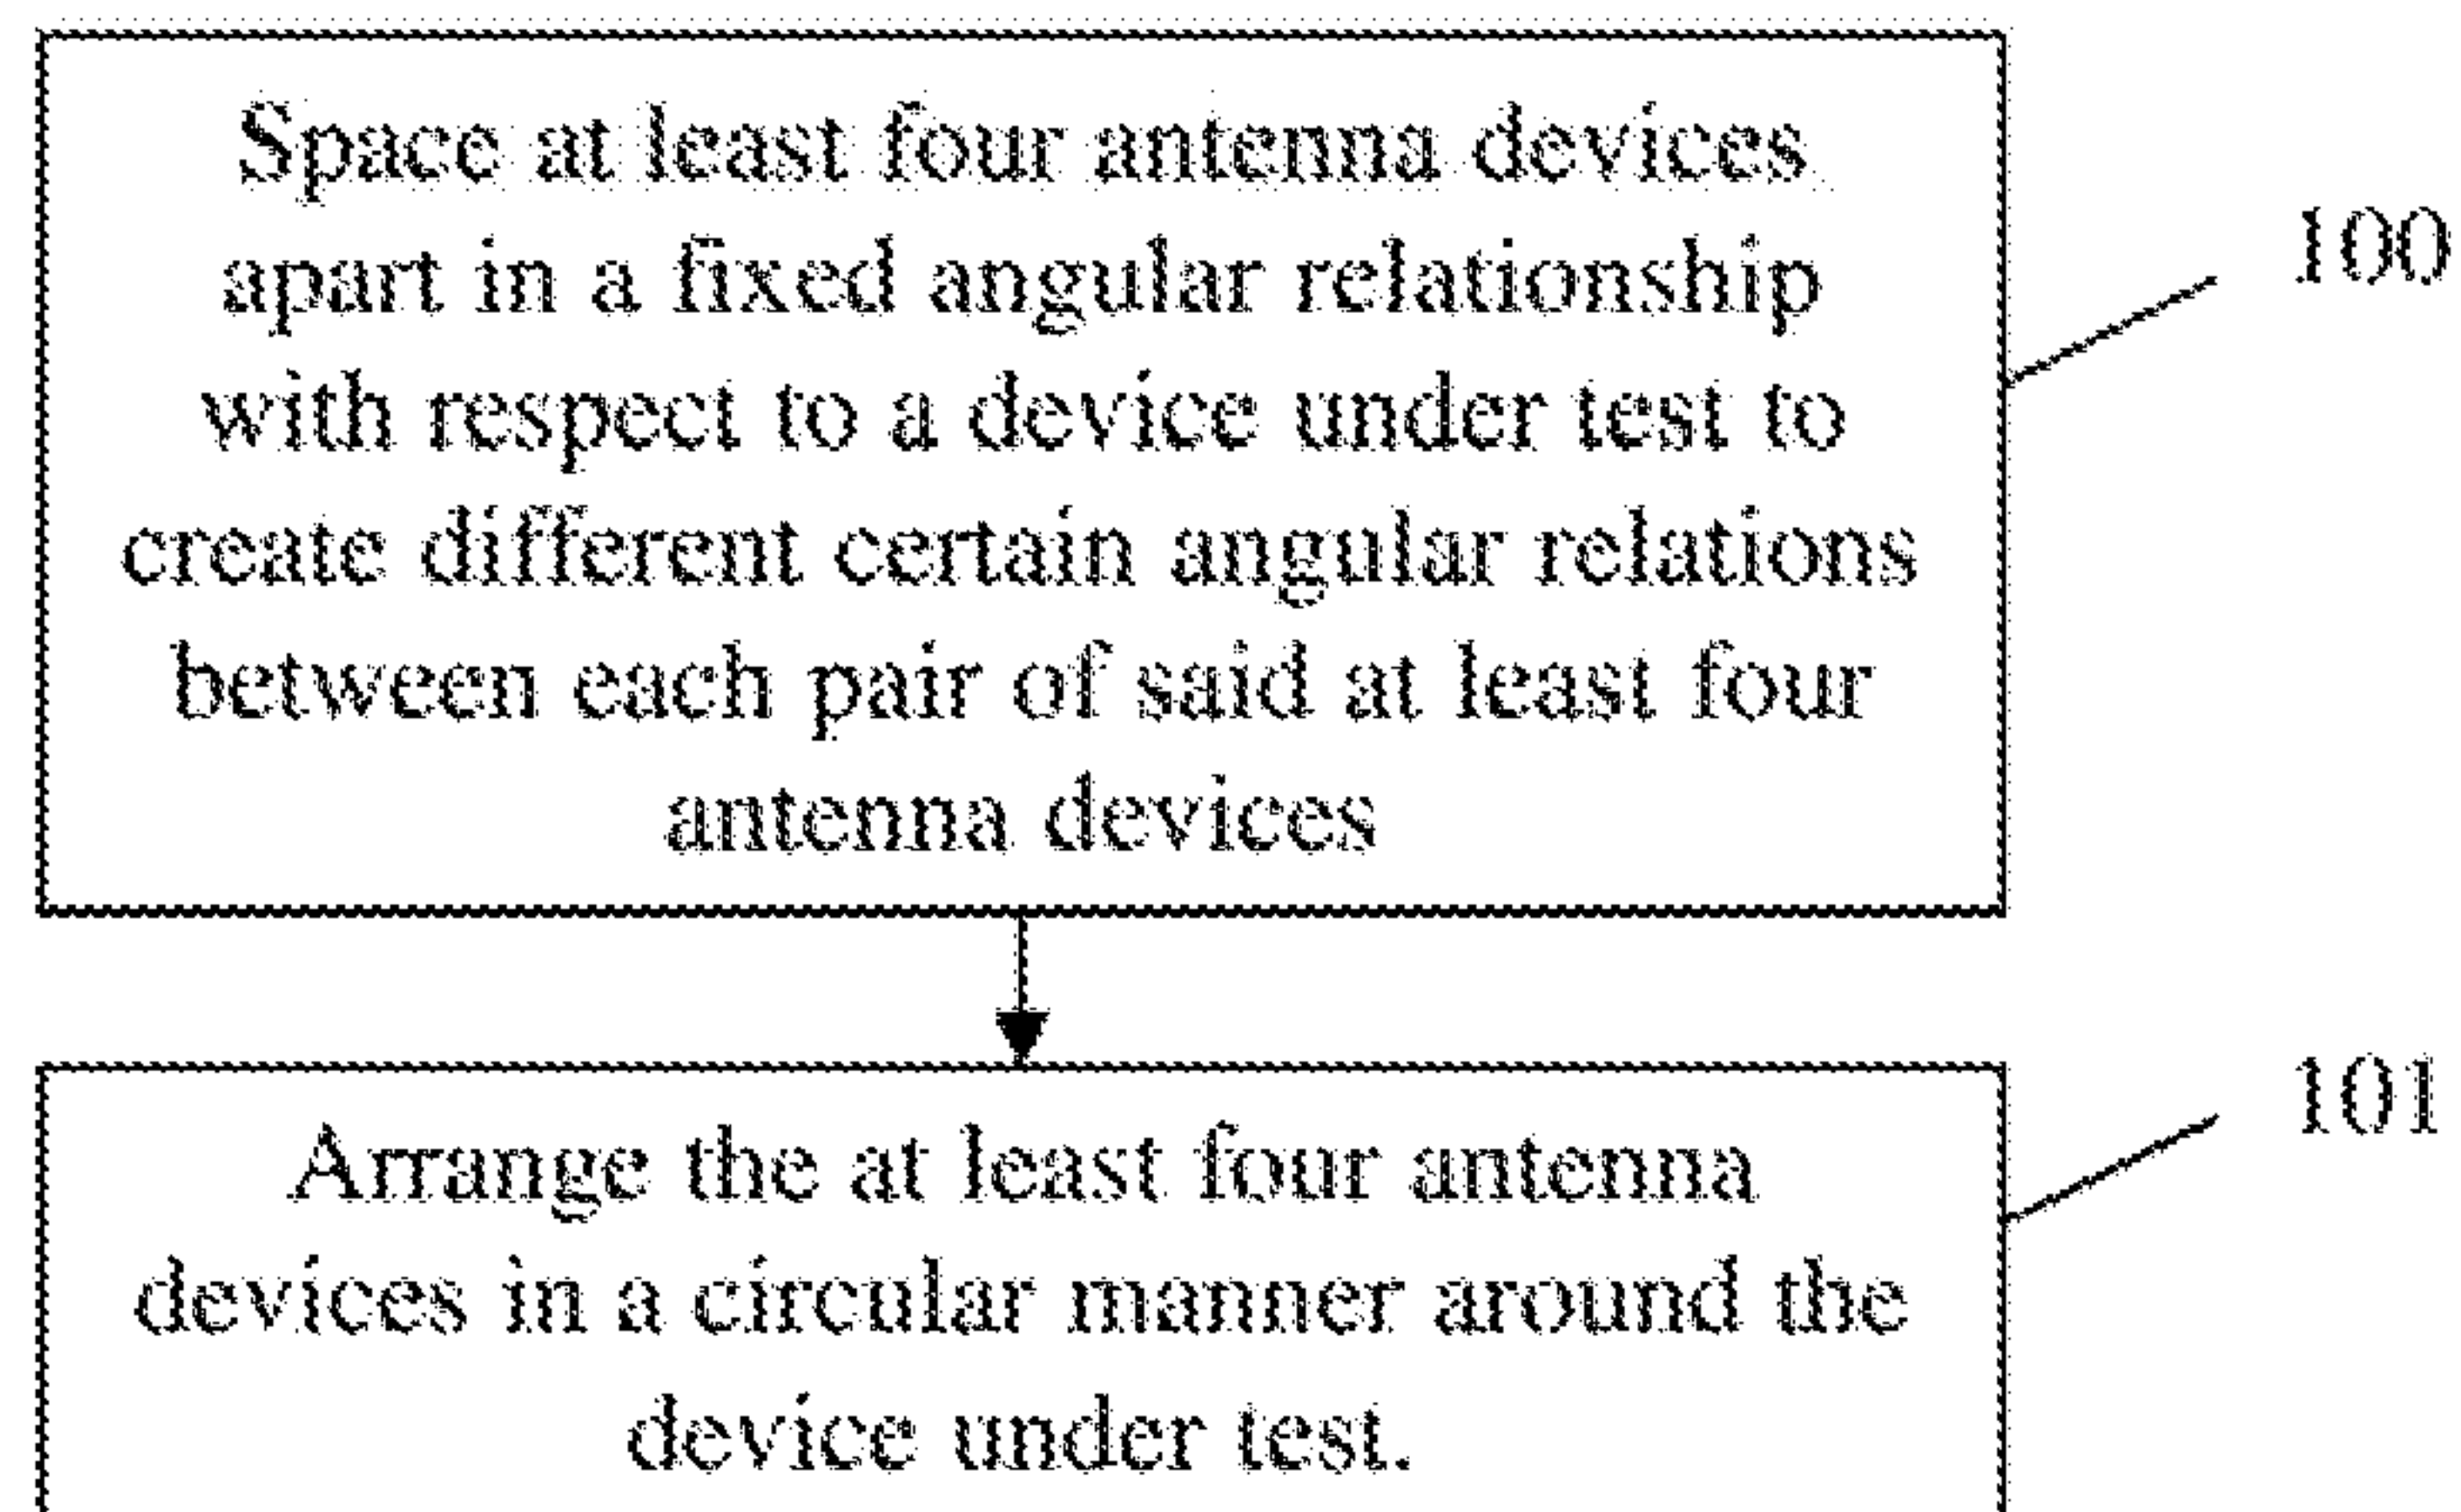 Space at least four antenna devices
apart in a fixed angular relationship
with respect to a device under test to
create different certain angular relations
between each pair of said at least four
antenna devices
100
Arrange the at least four antenna
devices in a circular manner around the
device under test.
101